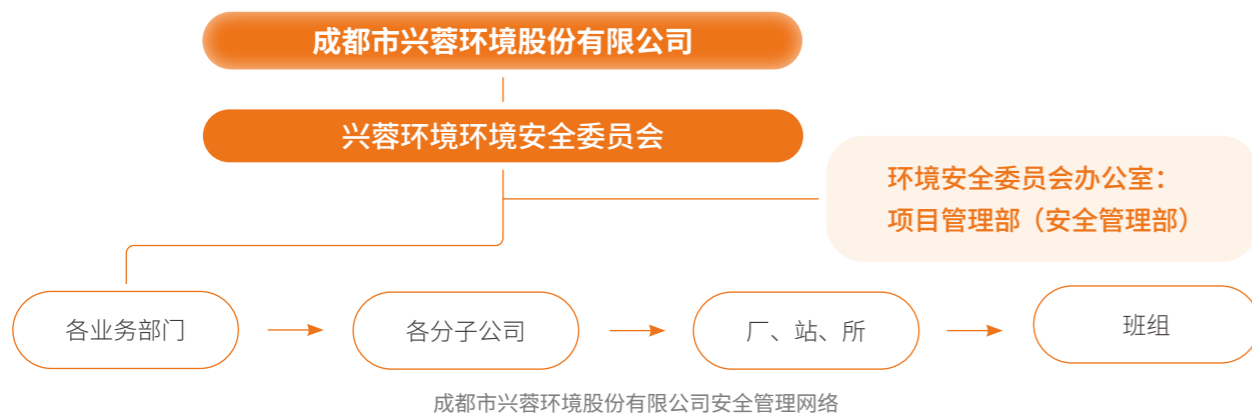 成都市兴蓉环境股份有限公司
兴蓉环境环境安全委员会
环境安全委员会办公室：
项目管理部（安全管理部）
各业务部门
各分子公司
厂、站、所
班组
成都市兴蓉环境股份有限公司安全管理网络